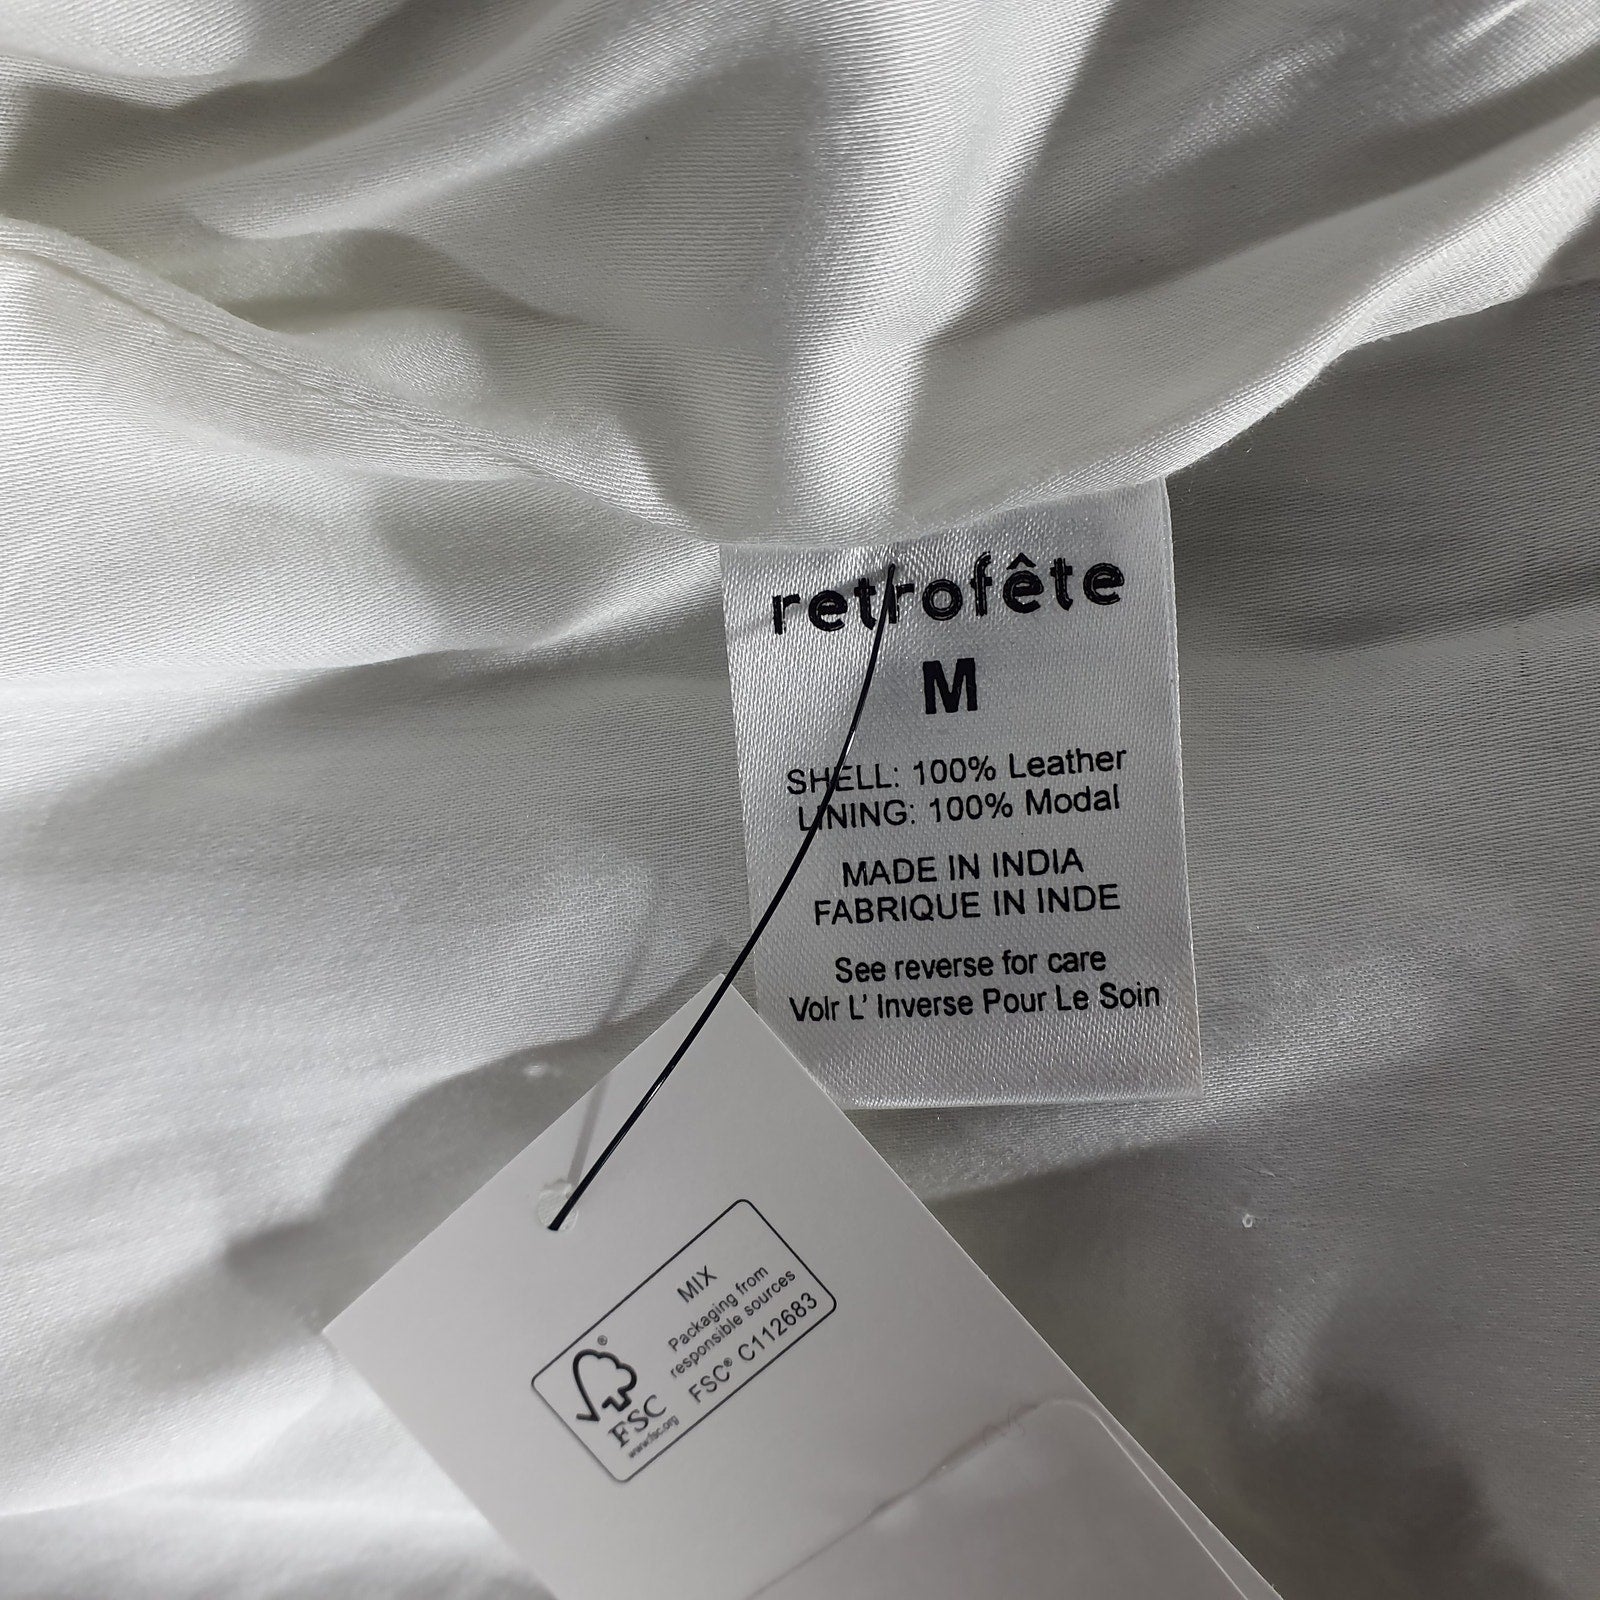 retrofête
M
SHELL: 100% Leather
LINING: 100% Modal
MADE IN INDIA
FABRIQUE IN INDE
See reverse for care
Voir L' Inverse Pour Le Soin
MIX
Packaging from
responsible sources
FSC® C112683
®
FSC
www.fsc.org